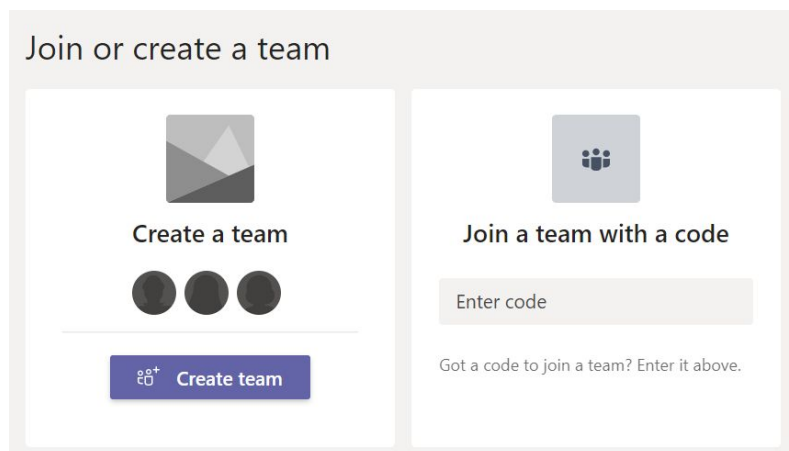 Join or create a team
Create a team
Create team
Join a team with a code
Enter code
Got a code to join a team? Enter it above.